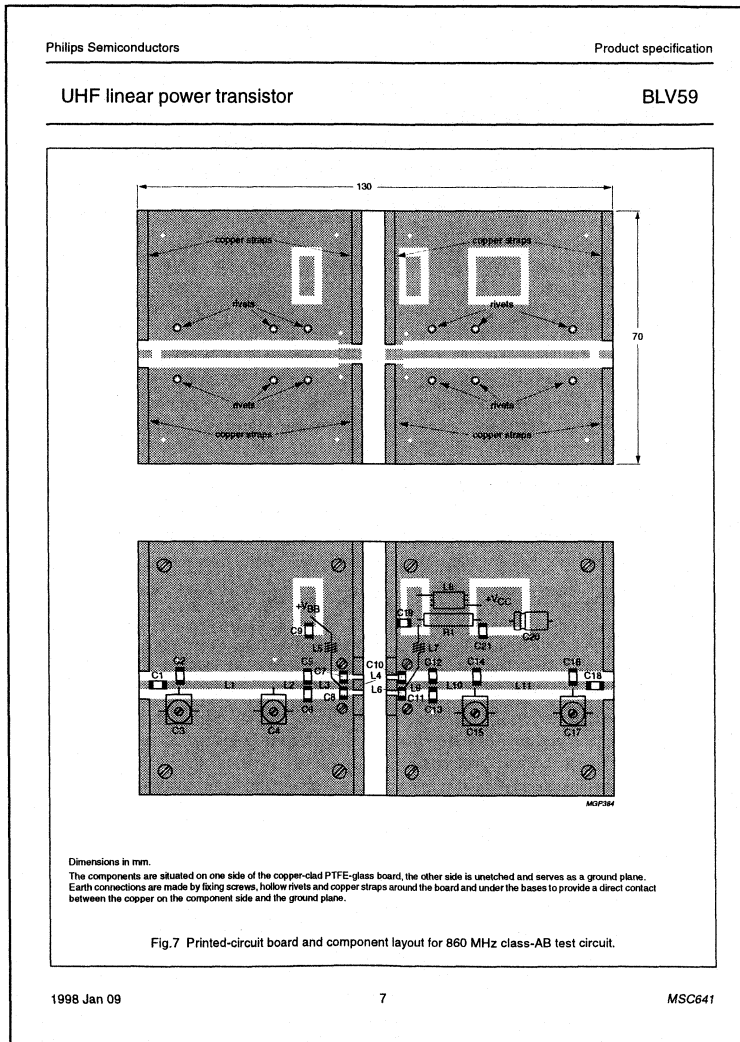 Philips Semiconductors Product specification
UHF linear power transistor BLV59
130
copper straps copper straps
rivets rivets
70
rivets rivets
copper straps copper straps
+VBB
C9
L5
C19
L8
+VCC
R1
C20
C21
L7
C10
C1 C2 C5 C7 L4 C12 C14 C16 C18
L1 L2 L3 L6 L9 L10 L11
C6 C8 C11 C13
C3 C4 C15 C17
MGP384
Dimensions in mm.
The components are situated on one side of the copper-clad PTFE-glass board, the other side is unetched and serves as a ground plane.
Earth connections are made by fixing screws, hollow rivets and copper straps around the board and under the bases to provide a direct contact
between the copper on the component side and the ground plane.
Fig.7 Printed-circuit board and component layout for 860 MHz class-AB test circuit.
1998 Jan 09 7 MSC641